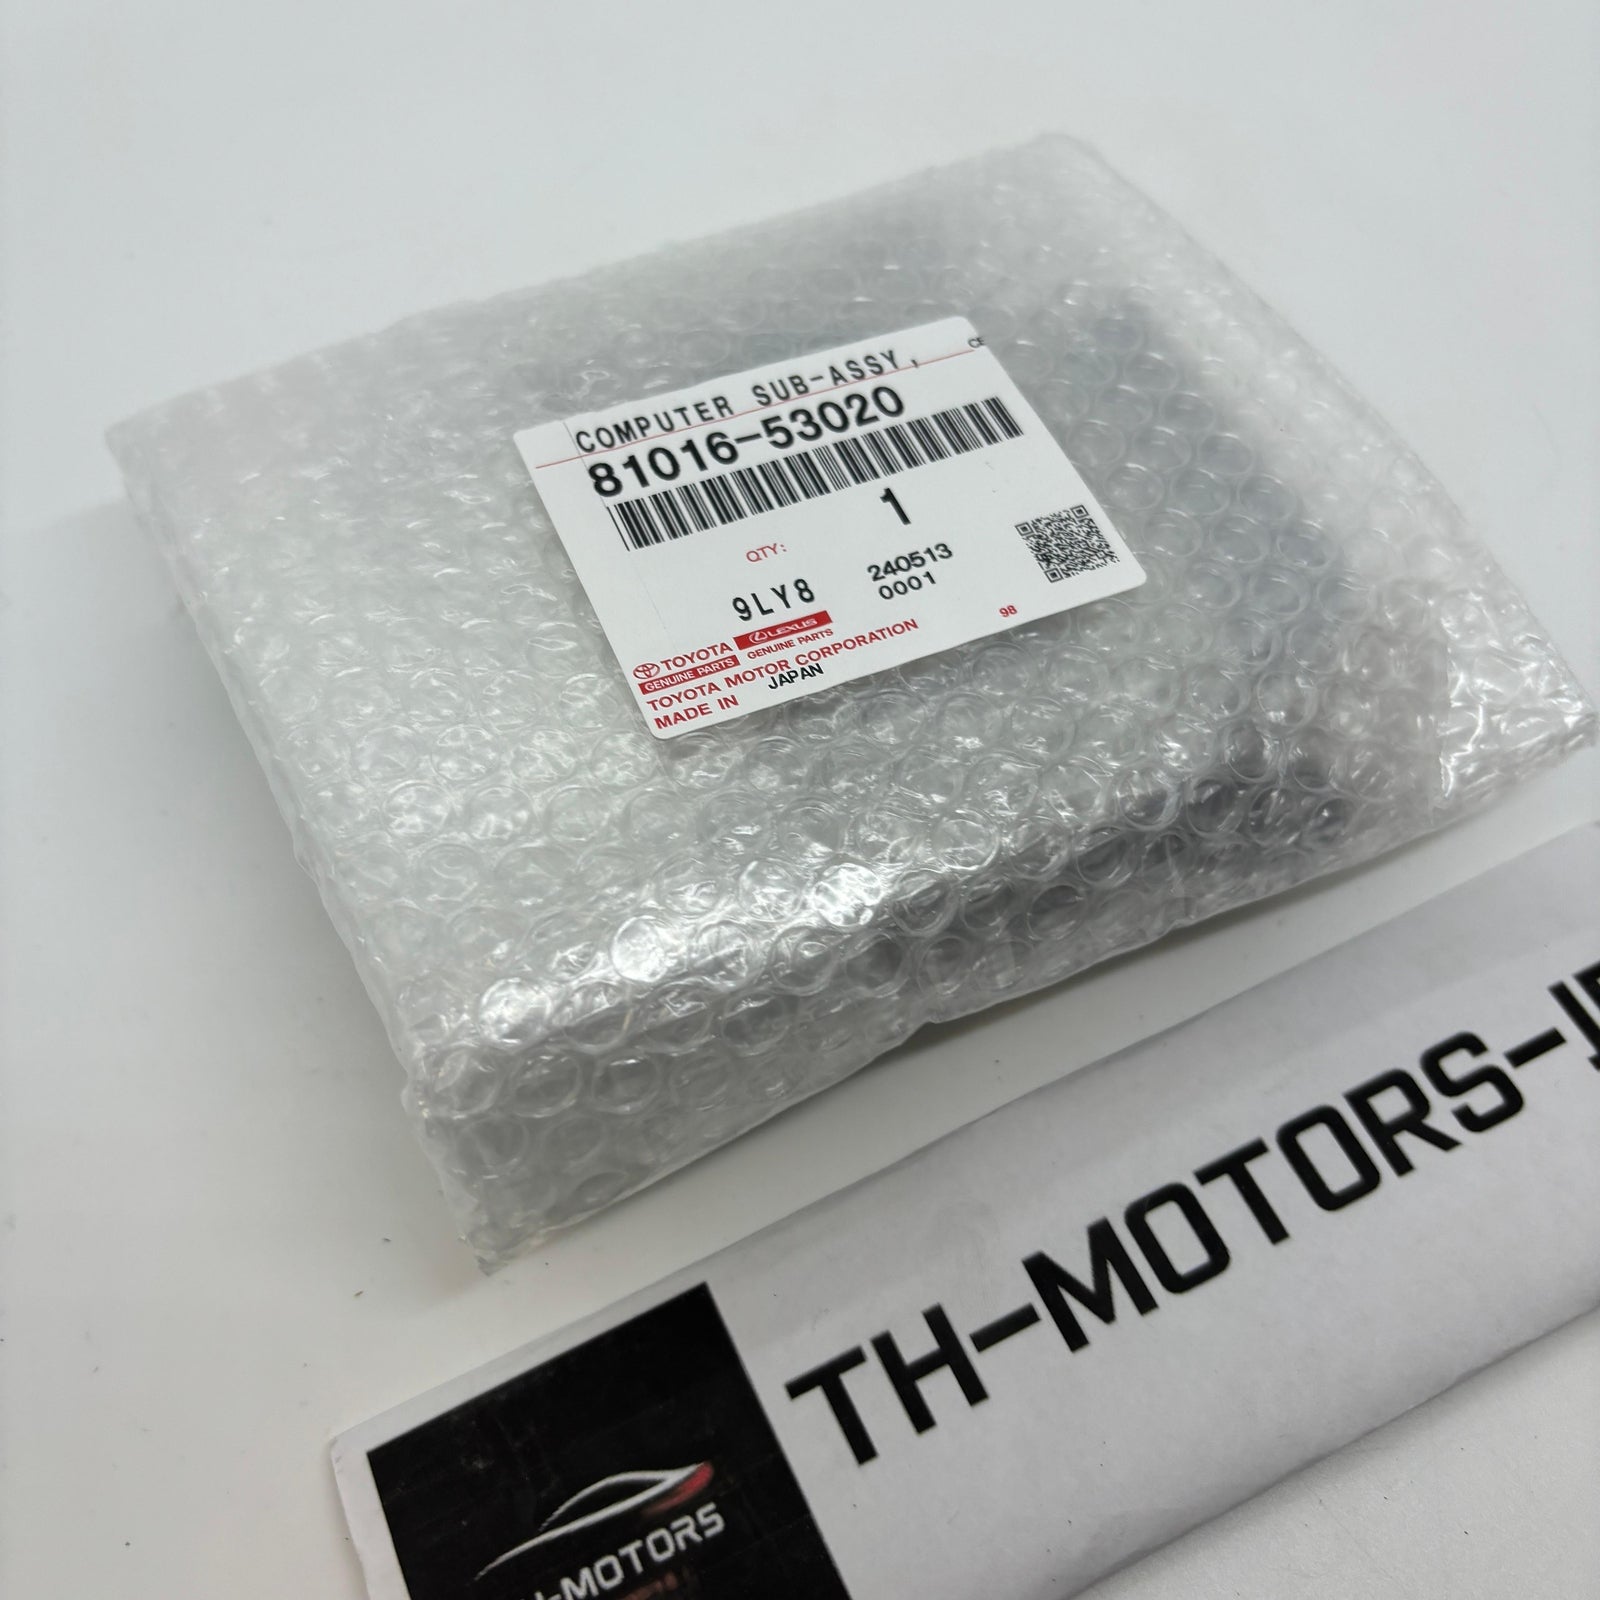 COMPUTER SUB-ASSY, CE
81016-53020
1
QTY:
9LY8
240513
0001
98
TOYOTA
GENUINE PARTS
LEXUS
GENUINE PARTS
TOYOTA MOTOR CORPORATION
MADE IN JAPAN
TH-MOTORS-J
H-MOTORS